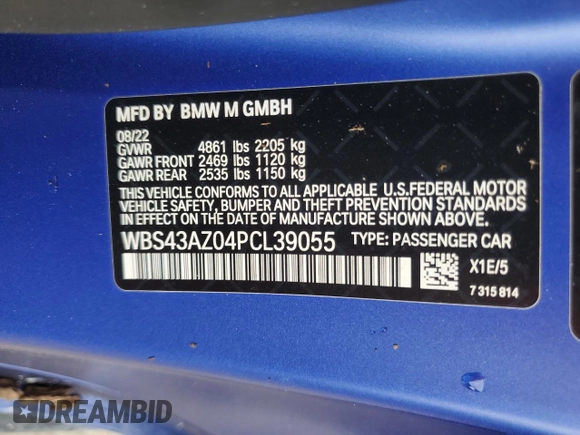 MFD BY BMW M GMBH
08/22
GVWR 4861 lbs 2205 kg
GAWR FRONT 2469 lbs 1120 kg
GAWR REAR 2535 lbs 1150 kg
THIS VEHICLE CONFORMS TO ALL APPLICABLE U.S.FEDERAL MOTOR
VEHICLE SAFETY, BUMPER AND THEFT PREVENTION STANDARDS
IN EFFECT ON THE DATE OF MANUFACTURE SHOWN ABOVE.
WBS43AZ04PCL39055 TYPE: PASSENGER CAR
X1E/5
7 315 814
DREAMBID